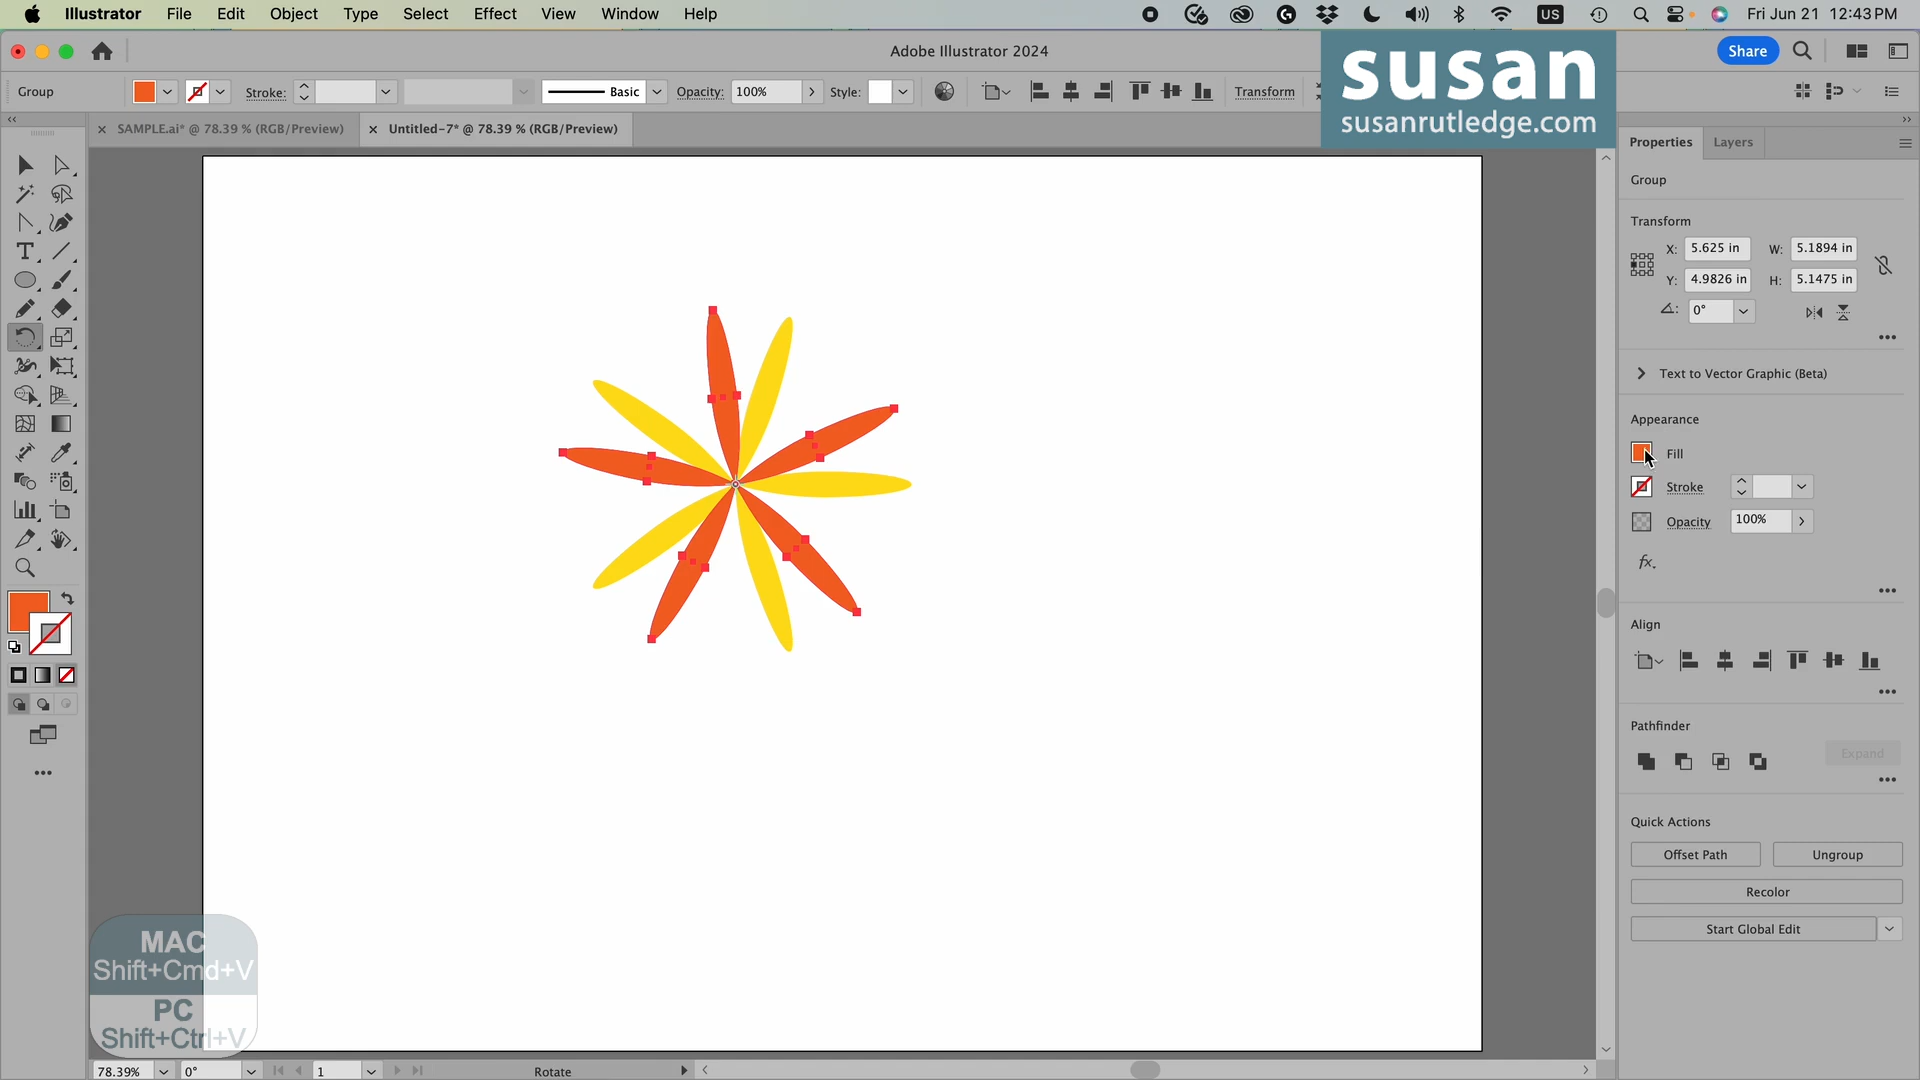 Illustrator File Edit Object Type Select Effect View Window Help US Fri Jun 21 12:43 PM
Adobe Illustrator 2024 Share
susan
susanrutledge.com
Group Stroke: Basic Opacity: 100% Style: Transform
SAMPLE.ai* @ 78.39 % (RGB/Preview) Untitled-7* @ 78.39 % (RGB/Preview)
Properties Layers
Group
Transform
X: 5.625 in W: 5.1894 in
Y: 4.9826 in H: 5.1475 in
0°
Text to Vector Graphic (Beta)
Appearance
Fill
Stroke
Opacity 100%
fx.
Align
Pathfinder
Expand
Quick Actions
Offset Path Ungroup
Recolor
Start Global Edit
MAC
Shift+Cmd+V
PC
Shift+Ctrl+V
78.39% 0° 1 Rotate